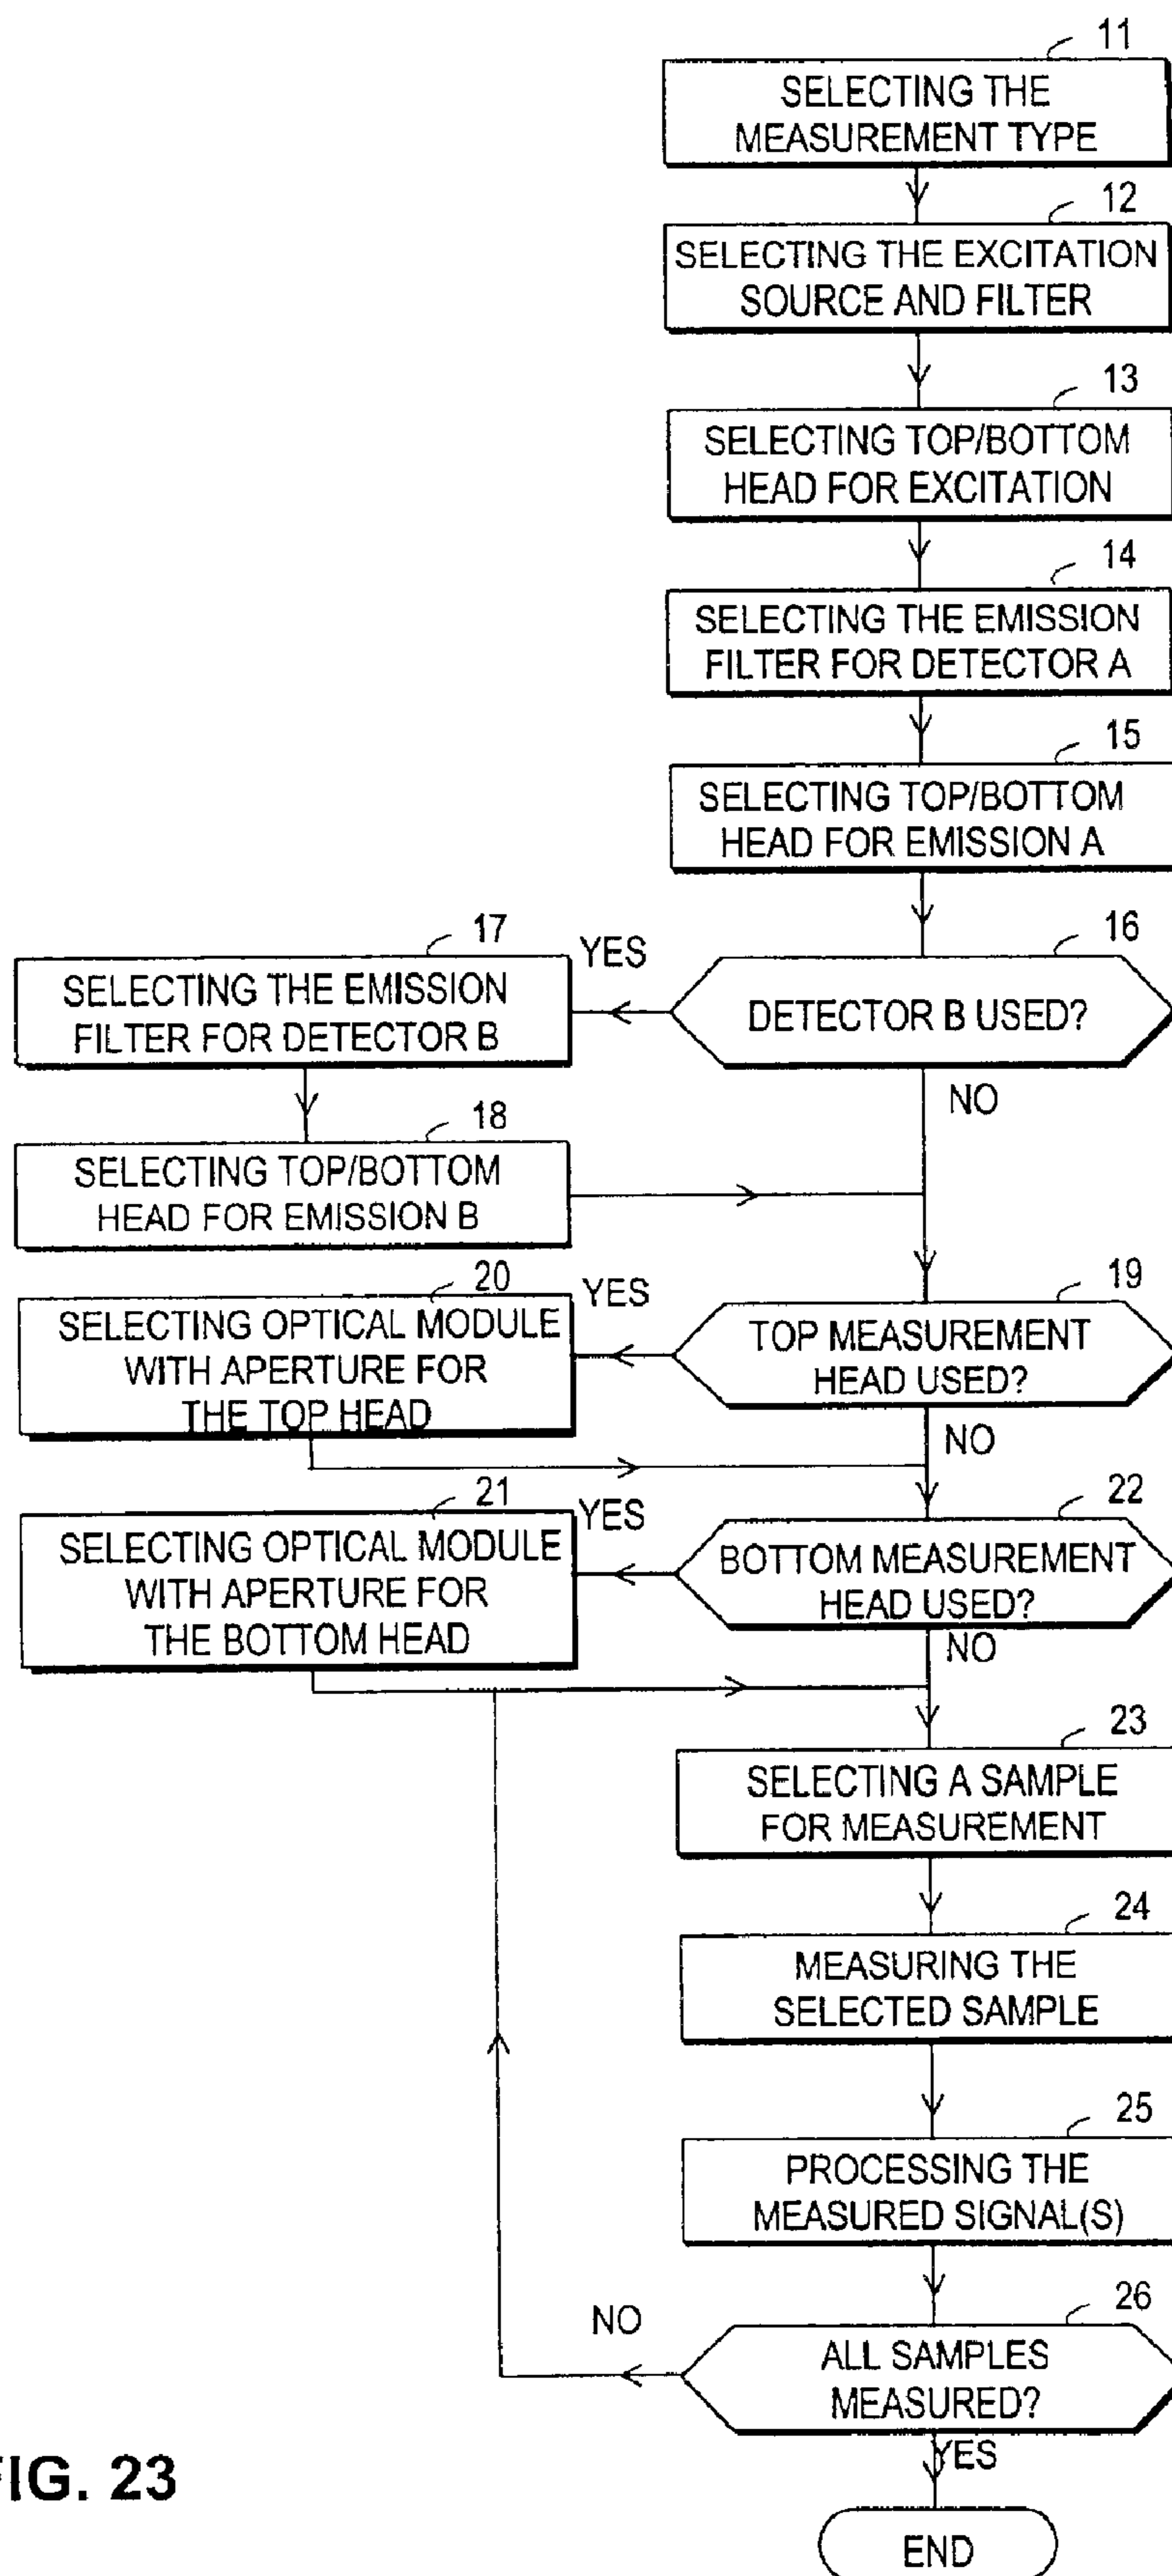 11
SELECTING THE
MEASUREMENT TYPE
12
SELECTING THE EXCITATION
SOURCE AND FILTER
13
SELECTING TOP/BOTTOM
HEAD FOR EXCITATION
14
SELECTING THE EMISSION
FILTER FOR DETECTOR A
15
SELECTING TOP/BOTTOM
HEAD FOR EMISSION A
16
DETECTOR B USED?
YES
NO
17
SELECTING THE EMISSION
FILTER FOR DETECTOR B
18
SELECTING TOP/BOTTOM
HEAD FOR EMISSION B
19
TOP MEASUREMENT
HEAD USED?
YES
NO
20
SELECTING OPTICAL MODULE
WITH APERTURE FOR
THE TOP HEAD
22
BOTTOM MEASUREMENT
HEAD USED?
YES
NO
21
SELECTING OPTICAL MODULE
WITH APERTURE FOR
THE BOTTOM HEAD
23
SELECTING A SAMPLE
FOR MEASUREMENT
24
MEASURING THE
SELECTED SAMPLE
25
PROCESSING THE
MEASURED SIGNAL(S)
26
ALL SAMPLES
MEASURED?
NO
YES
END
FIG. 23